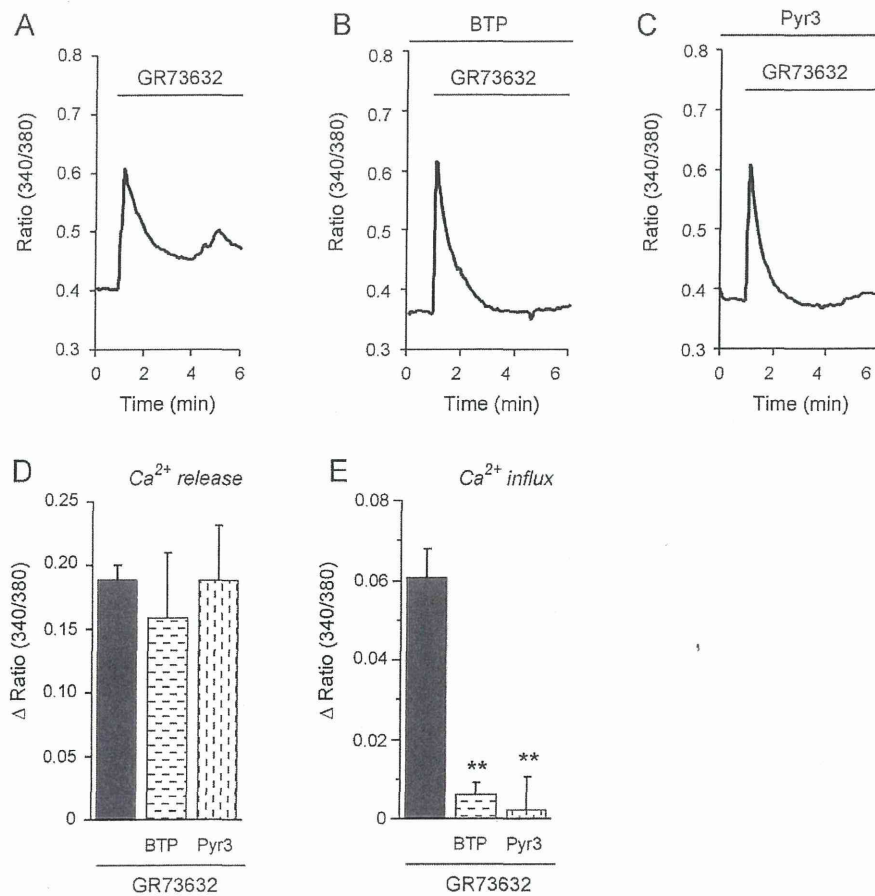 A
B
C
BTP
Pyr3
GR73632
GR73632
GR73632
Ratio (340/380)
0.8
0.7
0.6
0.5
0.4
0.3
0 2 4 6
Time (min)
Ratio (340/380)
0.8
0.7
0.6
0.5
0.4
0.3
0 2 4 6
Time (min)
Ratio (340/380)
0.8
0.7
0.6
0.5
0.4
0.3
0 2 4 6
Time (min)
D
Ca²⁺ release
Δ Ratio (340/380)
0.25
0.20
0.15
0.10
0.05
0.00
BTP Pyr3
GR73632
E
Ca²⁺ influx
Δ Ratio (340/380)
0.08
0.06
0.04
0.02
0
**
**
BTP Pyr3
GR73632